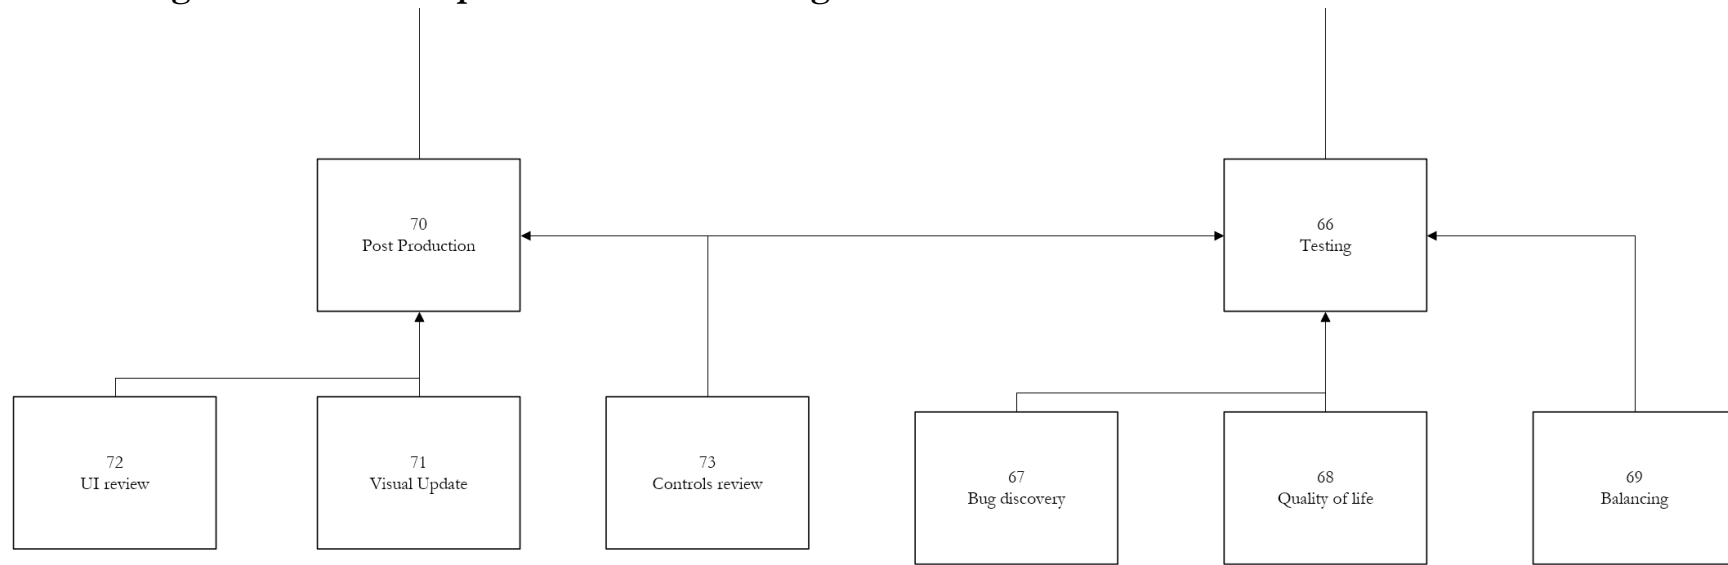 70
Post Production
66
Testing
72
UI review
71
Visual Update
73
Controls review
67
Bug discovery
68
Quality of life
69
Balancing